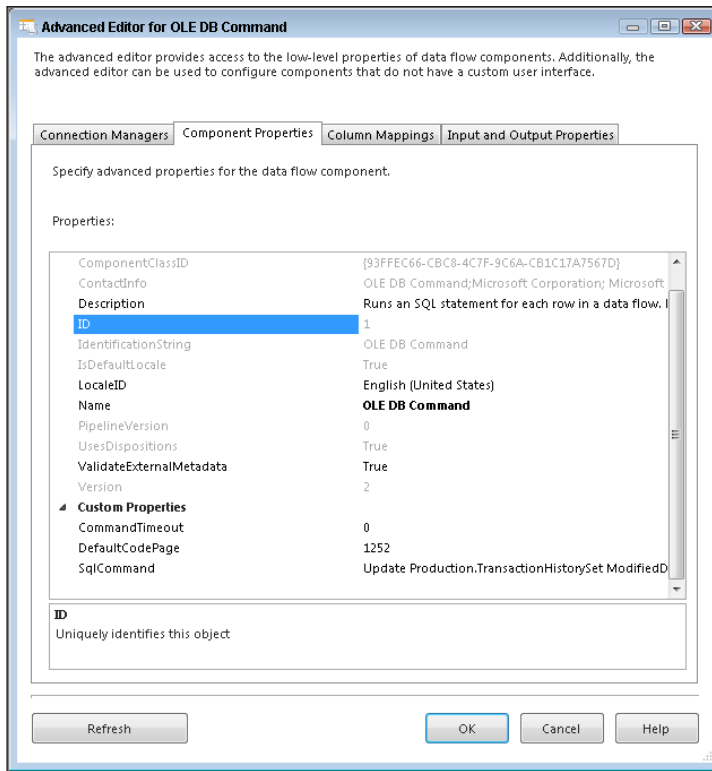 Advanced Editor for OLE DB Command
The advanced editor provides access to the low-level properties of data flow components. Additionally, the
advanced editor can be used to configure components that do not have a custom user interface.
Connection Managers Component Properties Column Mappings Input and Output Properties
Specify advanced properties for the data flow component.
Properties:
ComponentClassID {93FFEC66-CBC8-4C7F-9C6A-CB1C17A7567D}
ContactInfo OLE DB Command;Microsoft Corporation; Microsoft
Description Runs an SQL statement for each row in a data flow. I
ID 1
IdentificationString OLE DB Command
IsDefaultLocale True
LocaleID English (United States)
Name OLE DB Command
PipelineVersion 0
UsesDispositions True
ValidateExternalMetadata True
Version 2
Custom Properties
CommandTimeout 0
DefaultCodePage 1252
SqlCommand Update Production.TransactionHistorySet ModifiedD
ID
Uniquely identifies this object
Refresh OK Cancel Help